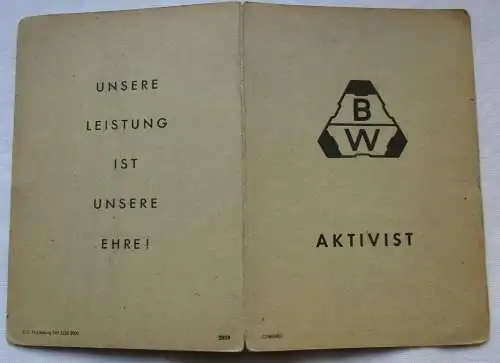 UNSERE
LEISTUNG
IST
UNSERE
EHRE!
B
W
AKTIVIST